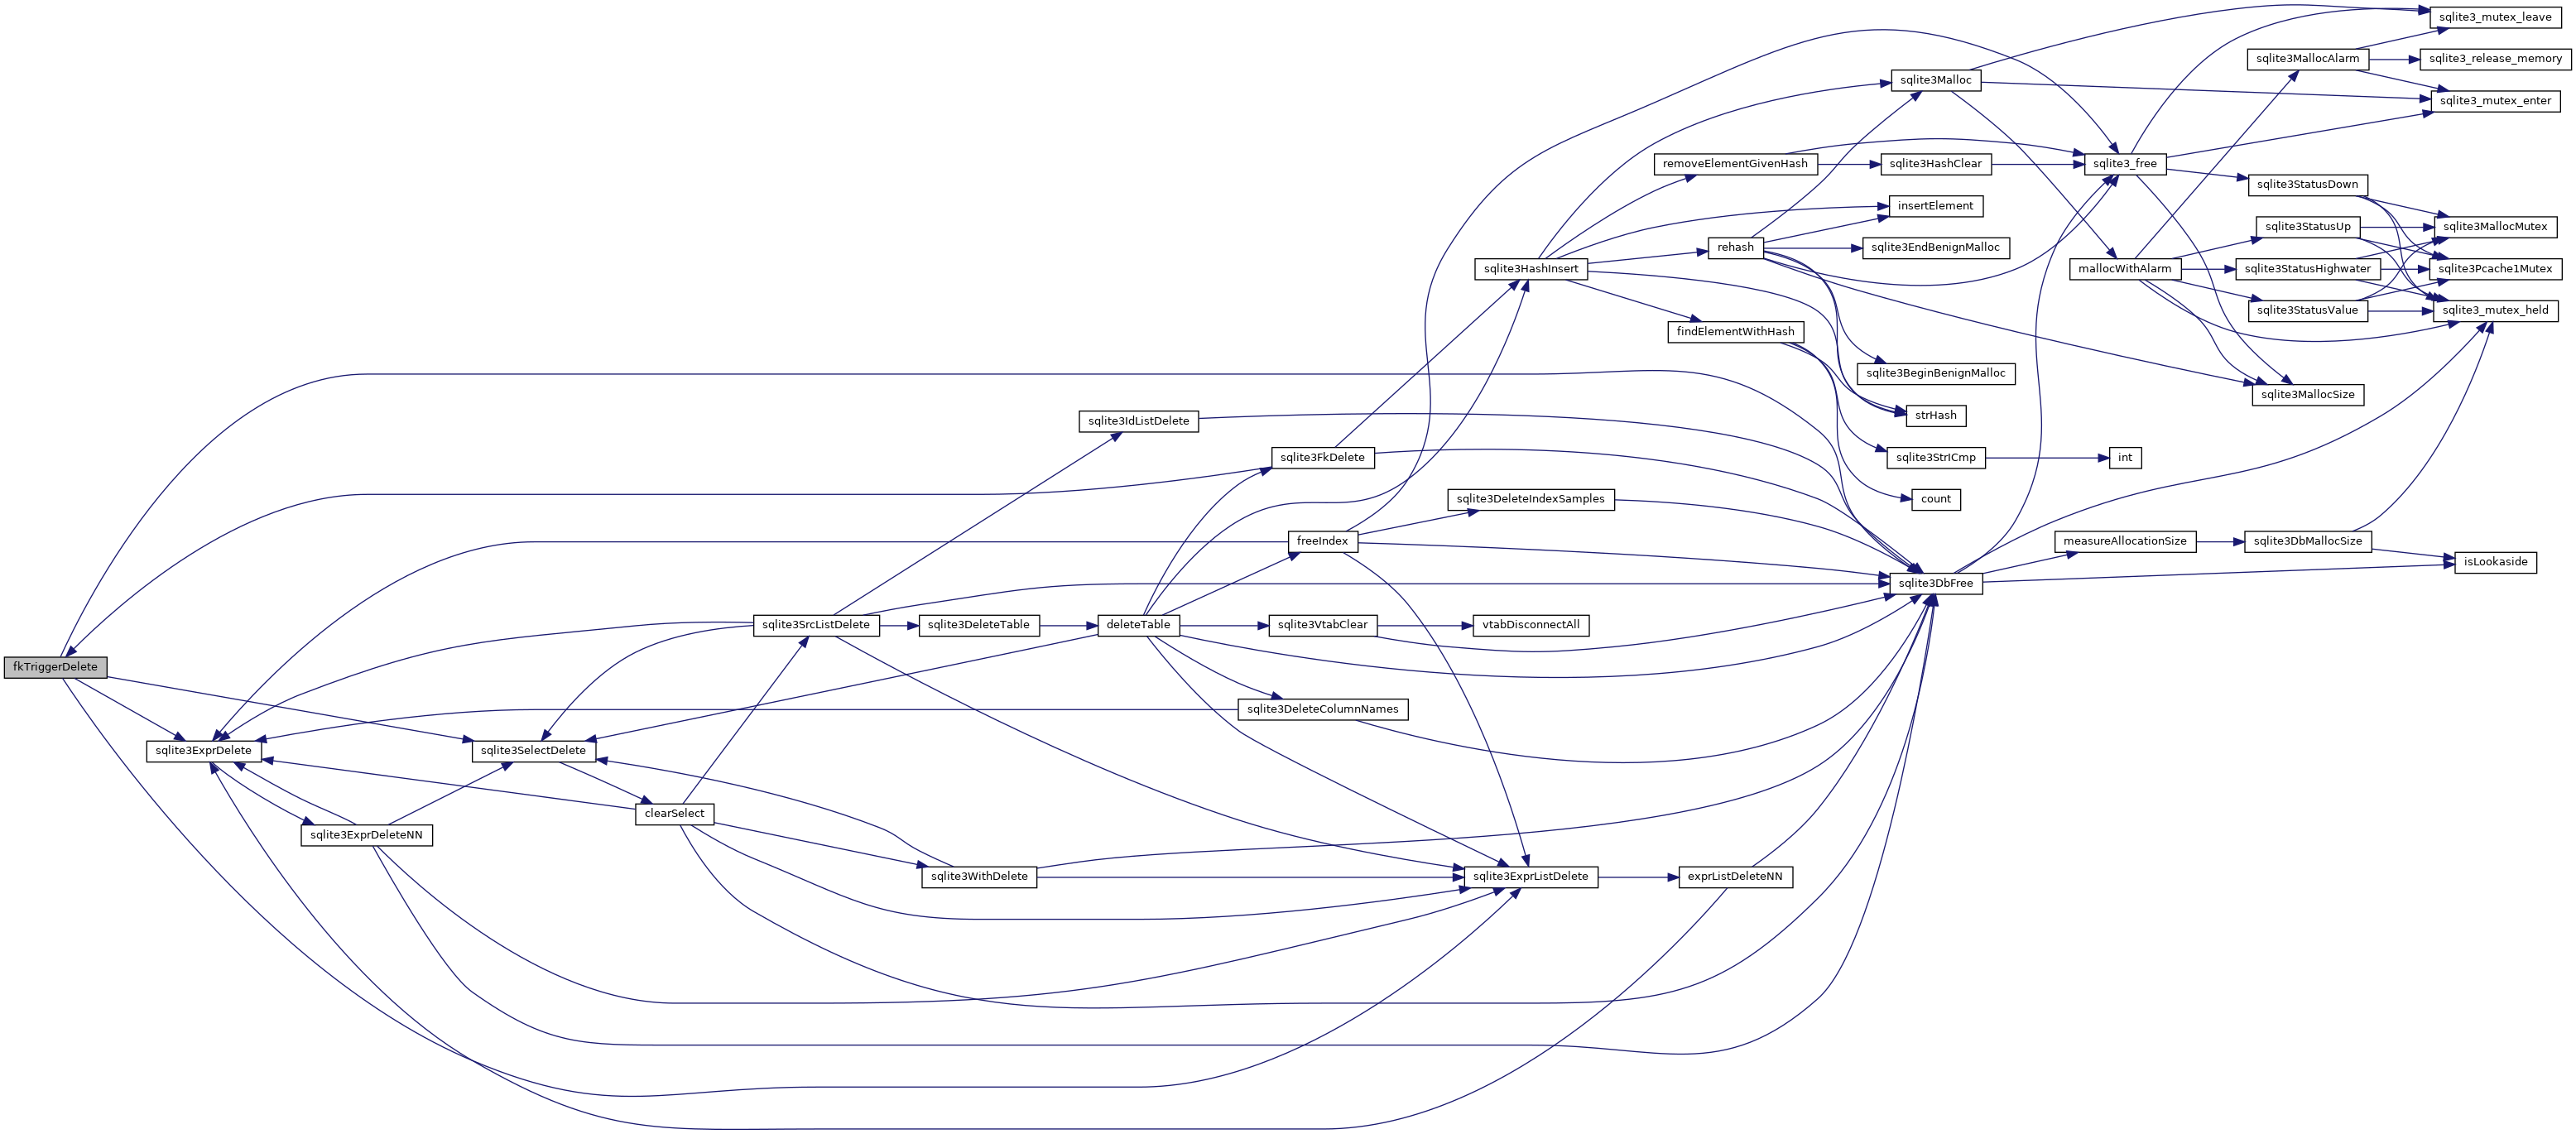 sqlite3_mutex_leave
sqlite3MallocAlarm
sqlite3_release_memory
sqlite3Malloc
sqlite3_mutex_enter
removeElementGivenHash
sqlite3HashClear
sqlite3_free
sqlite3StatusDown
insertElement
sqlite3StatusUp
sqlite3MallocMutex
rehash
sqlite3EndBenignMalloc
sqlite3HashInsert
mallocWithAlarm
sqlite3StatusHighwater
sqlite3Pcache1Mutex
sqlite3StatusValue
sqlite3_mutex_held
findElementWithHash
sqlite3BeginBenignMalloc
sqlite3MallocSize
strHash
sqlite3IdListDelete
sqlite3FkDelete
sqlite3StrICmp
int
sqlite3DeleteIndexSamples
count
freeIndex
measureAllocationSize
sqlite3DbMallocSize
isLookaside
sqlite3DbFree
sqlite3SrcListDelete
sqlite3DeleteTable
deleteTable
sqlite3VtabClear
vtabDisconnectAll
fkTriggerDelete
sqlite3DeleteColumnNames
sqlite3ExprDelete
sqlite3SelectDelete
clearSelect
sqlite3ExprDeleteNN
sqlite3WithDelete
sqlite3ExprListDelete
exprListDeleteNN